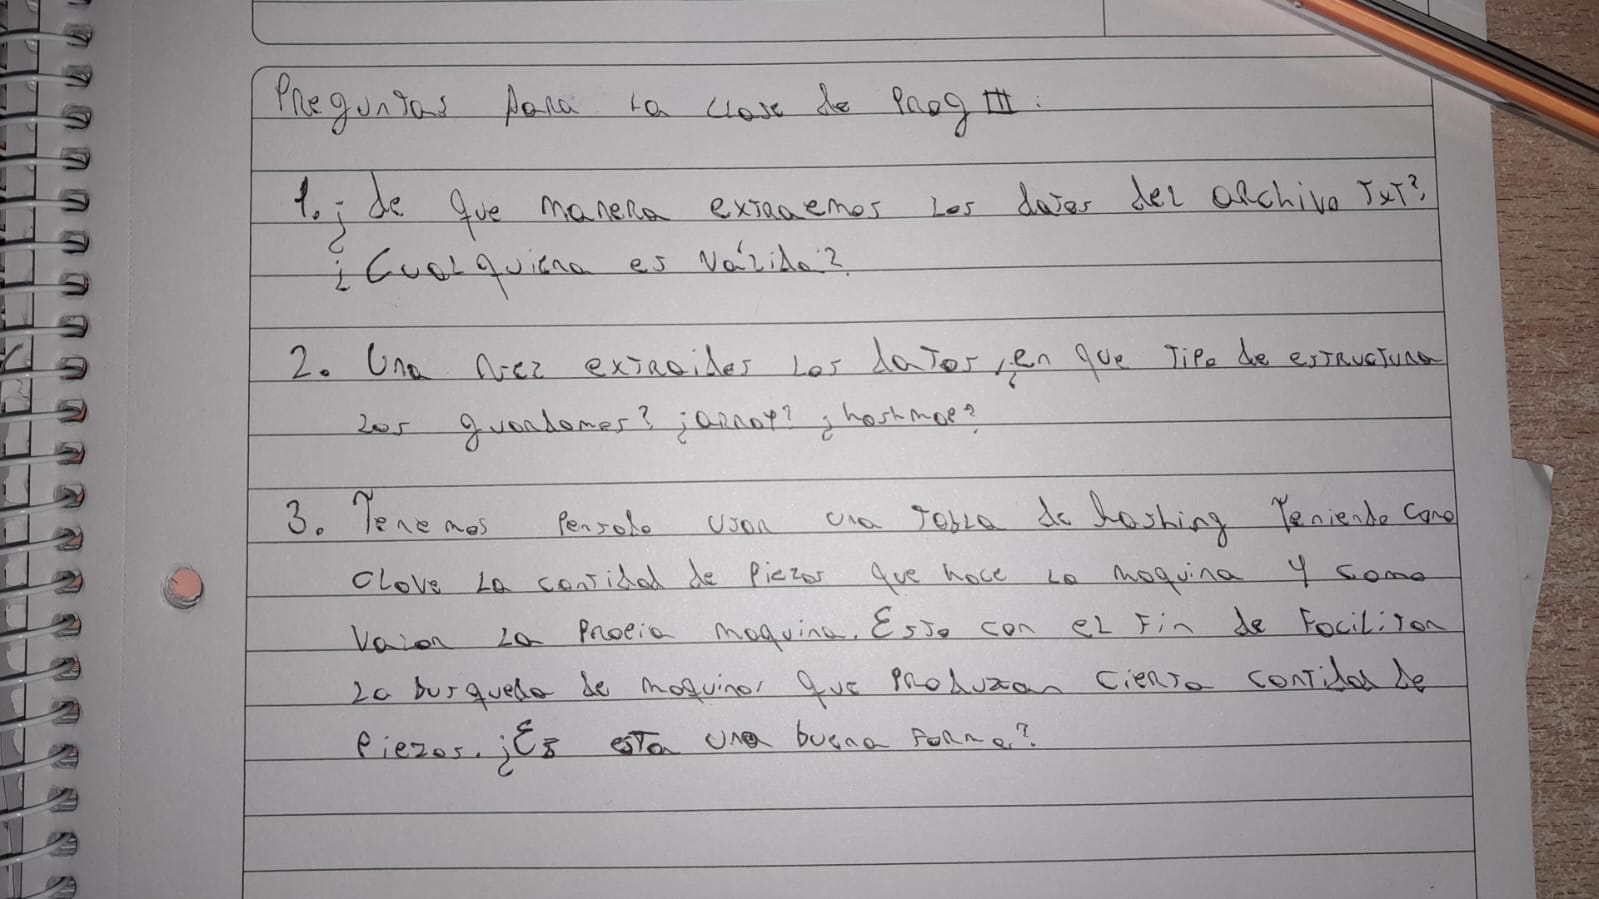 Preguntas para la clase de Prog III:
1. ¿de que manera extraemos los datos del archivo txt?
¿Cualquiera es válida?
2. Una vez extraidos los datos, ¿en que tipo de estructura
los guardamos? ¿array? ¿hashmap?
3. Tenemos pensado usar una tabla de hashing teniendo como
clave la cantidad de piezas que hace la maquina y como
valor la propia maquina. Esto con el fin de facilitar
la busqueda de maquinas que produzcan cierta cantidad de
piezas. ¿Es esta una buena forma?